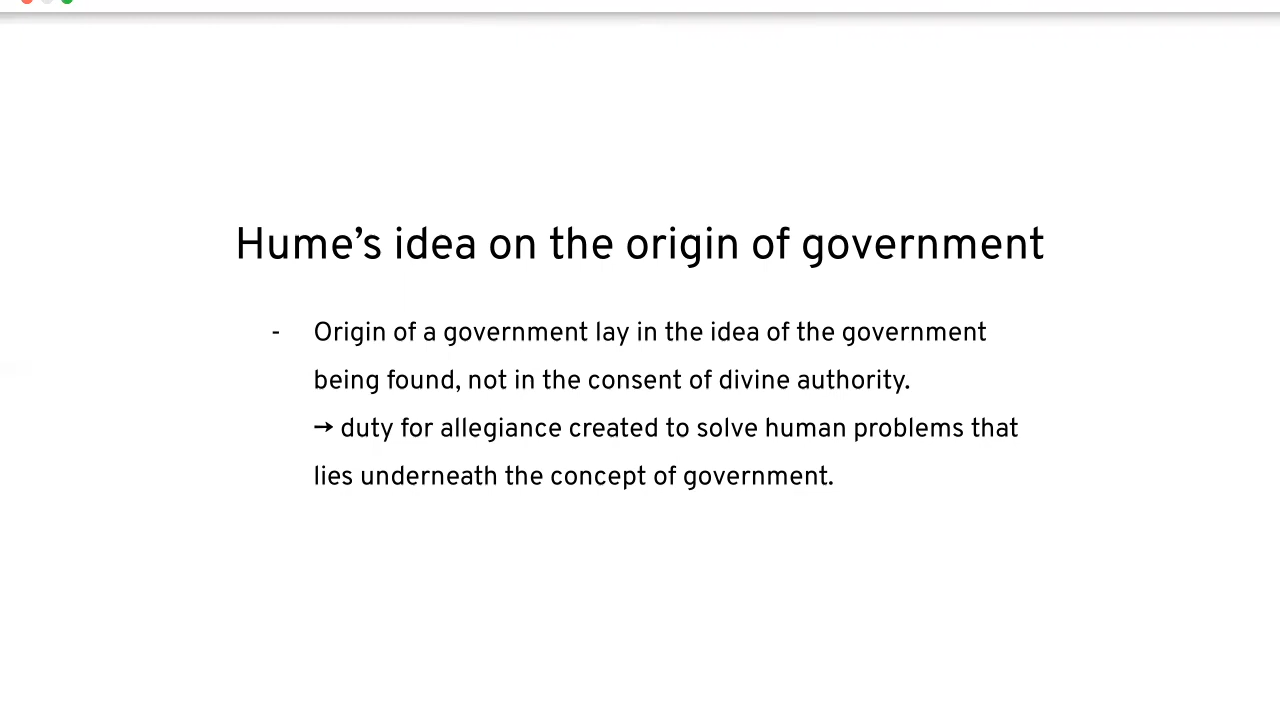 Hume’s idea on the origin of government
- Origin of a government lay in the idea of the government
being found, not in the consent of divine authority.
→ duty for allegiance created to solve human problems that
lies underneath the concept of government.